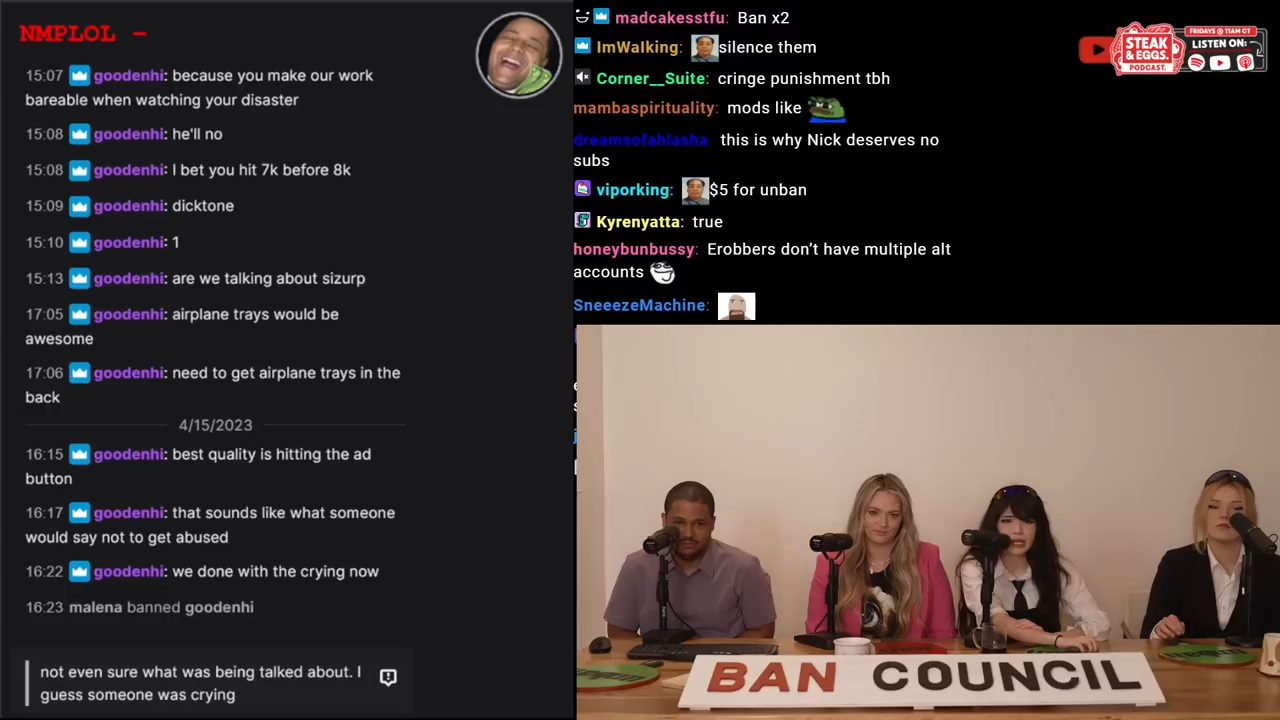 NMPLOL -
15:07 goodenhi: because you make our work
bareable when watching your disaster
15:08 goodenhi: he'll no
15:08 goodenhi: I bet you hit 7k before 8k
15:09 goodenhi: dicktone
15:10 goodenhi: 1
15:13 goodenhi: are we talking about sizurp
17:05 goodenhi: airplane trays would be
awesome
17:06 goodenhi: need to get airplane trays in the
back
4/15/2023
16:15 goodenhi: best quality is hitting the ad
button
16:17 goodenhi: that sounds like what someone
would say not to get abused
16:22 goodenhi: we done with the crying now
16:23 malena banned goodenhi
not even sure what was being talked about. I
guess someone was crying
madcakesstfu: Ban x2
ImWalking: silence them
Corner__Suite: cringe punishment tbh
mambaspirituality: mods like
dreamsofahlasha: this is why Nick deserves no
subs
viporking: $5 for unban
Kyrenyatta: true
honeybunbussy: Erobbers don't have multiple alt
accounts
SneeezeMachine:
STEAK
& EGGS.
PODCAST.
FRIDAYS @ 11AM CT
LISTEN ON:
BAN COUNCIL